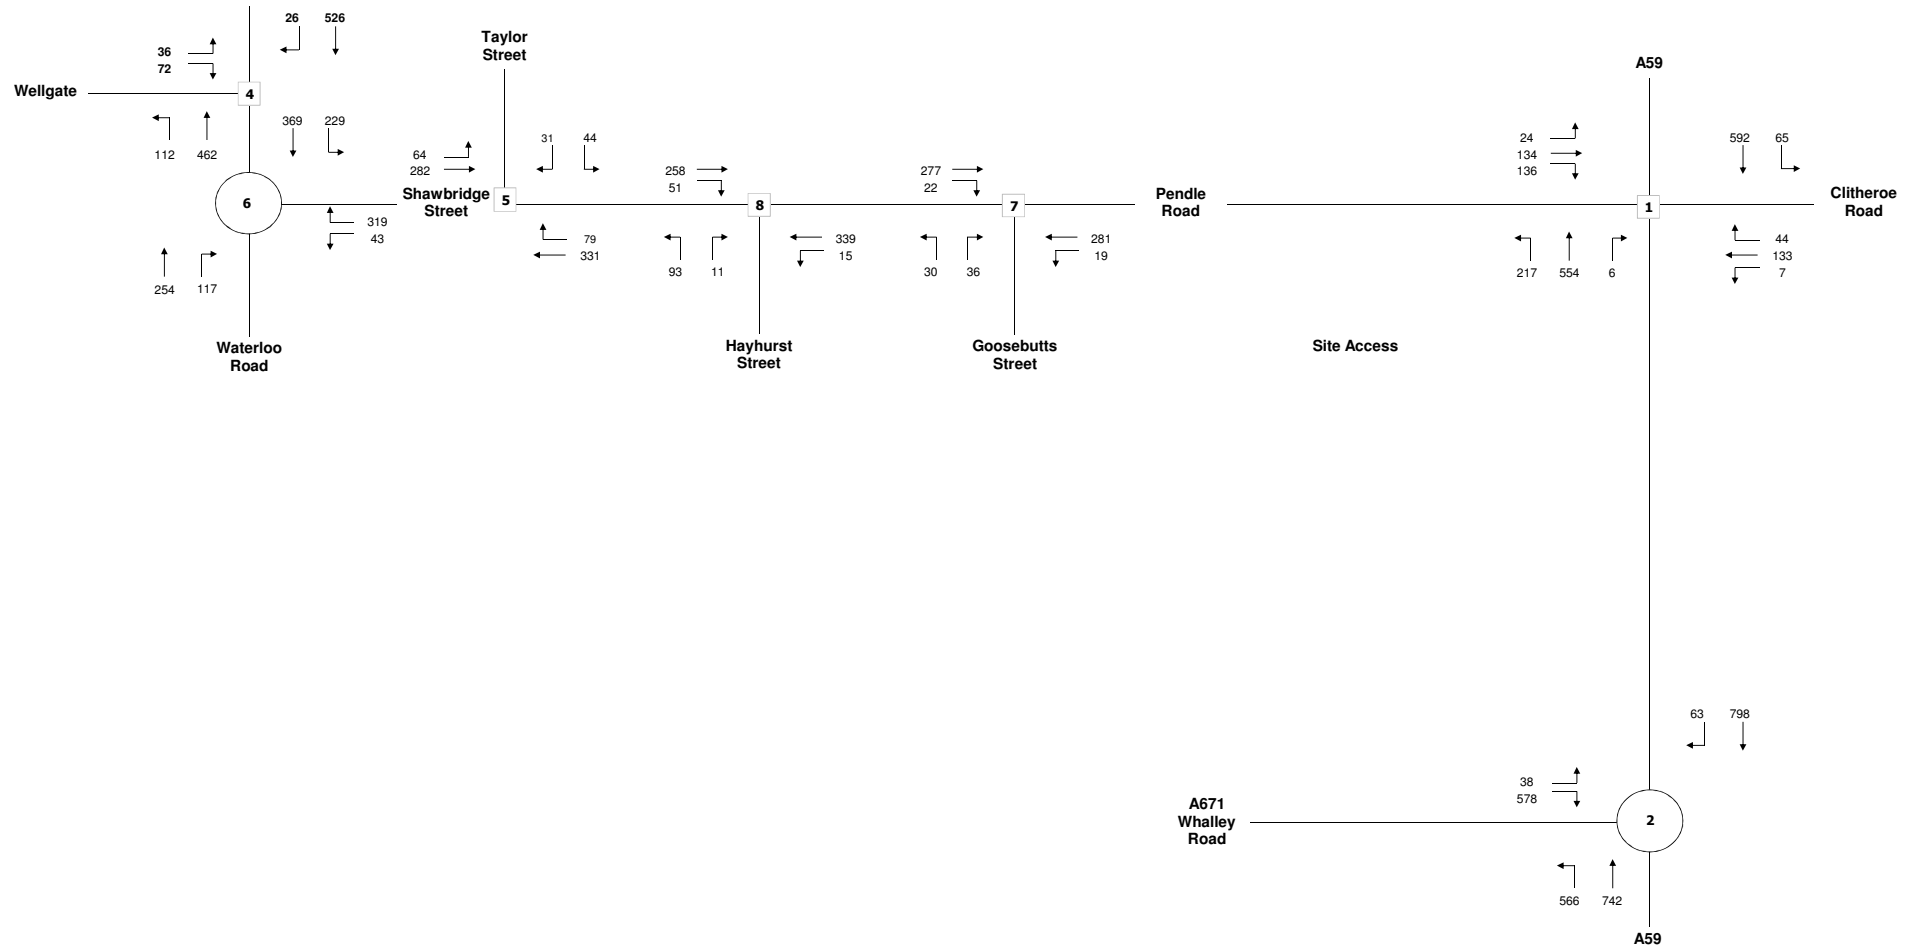 26 526
36
72
Wellgate
4
112 462
369 229
6
319
43
254 117
Waterloo
Road
Taylor
Street
64
282
Shawbridge
Street
5
31 44
79
331
258
51
8
93 11
339
15
Hayhurst
Street
277
22
7
30 36
281
19
Goosebutts
Street
Pendle
Road
Site Access
A59
24
134
136
592 65
1
Clitheroe
Road
217 554 6
44
133
7
63 798
38
578
A671
Whalley
Road
2
566 742
A59